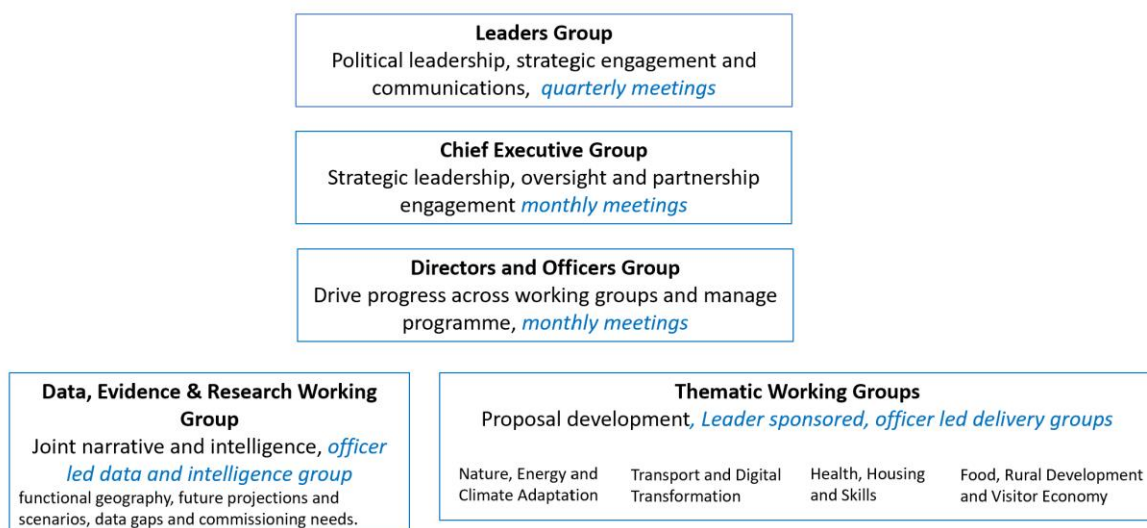 Leaders Group
Political leadership, strategic engagement and
communications, quarterly meetings
Chief Executive Group
Strategic leadership, oversight and partnership
engagement monthly meetings
Directors and Officers Group
Drive progress across working groups and manage
programme, monthly meetings
Data, Evidence & Research Working
Group
Joint narrative and intelligence, officer
led data and intelligence group
functional geography, future projections and
scenarios, data gaps and commissioning needs.
Thematic Working Groups
Proposal development, Leader sponsored, officer led delivery groups
Nature, Energy and
Climate Adaptation
Transport and Digital
Transformation
Health, Housing
and Skills
Food, Rural Development
and Visitor Economy